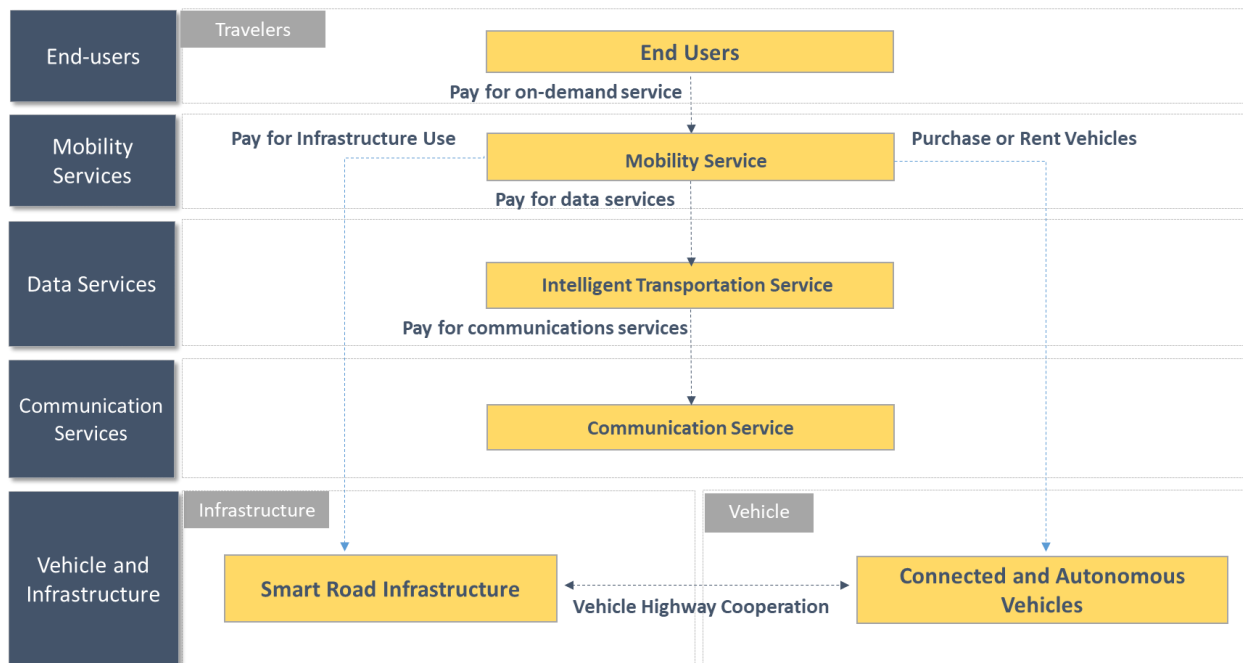 End-users
Travelers
End Users
Pay for on-demand service
Mobility
Services
Pay for Infrastructure Use
Mobility Service
Purchase or Rent Vehicles
Pay for data services
Data Services
Intelligent Transportation Service
Pay for communications services
Communication
Services
Communication Service
Vehicle and
Infrastructure
Infrastructure
Smart Road Infrastructure
Vehicle Highway Cooperation
Vehicle
Connected and Autonomous
Vehicles